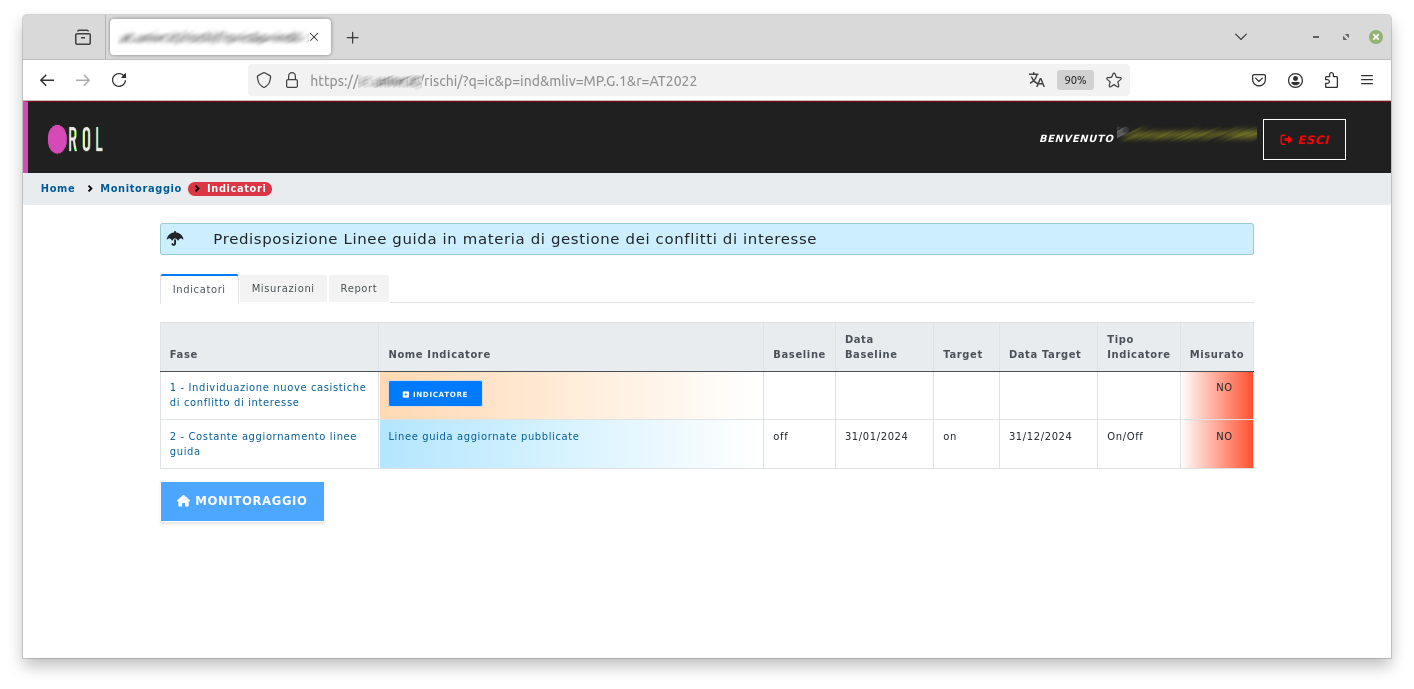 https://
/rischi/?q=ic&p=ind&mliv=MP.G.1&r=AT2022
90%
ROL
BENVENUTO
ESCI
Home
Monitoraggio
Indicatori
Predisposizione Linee guida in materia di gestione dei conflitti di interesse
Indicatori
Misurazioni
Report
Fase
Nome Indicatore
Baseline
Data
Baseline
Target
Data Target
Tipo
Indicatore
Misurato
1 - Individuazione nuove casistiche
di conflitto di interesse
INDICATORE
NO
2 - Costante aggiornamento linee
guida
Linee guida aggiornate pubblicate
off
31/01/2024
on
31/12/2024
On/Off
NO
MONITORAGGIO